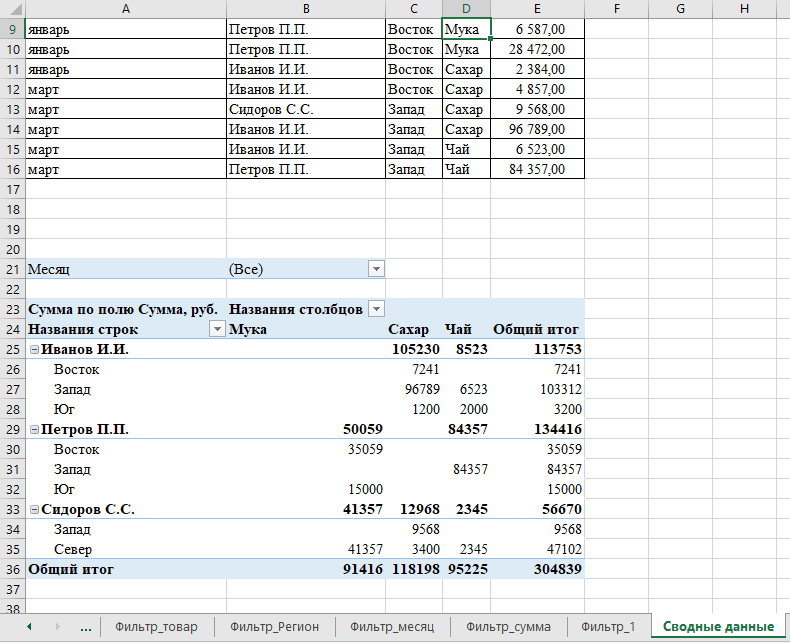 A B C D E F G H
9 январь Петров П.П. Восток Мука 6 587,00
10 январь Петров П.П. Восток Мука 28 472,00
11 январь Иванов И.И. Восток Сахар 2 384,00
12 март Иванов И.И. Восток Сахар 4 857,00
13 март Сидоров С.С. Запад Сахар 9 568,00
14 март Иванов И.И. Запад Сахар 96 789,00
15 март Иванов И.И. Запад Чай 6 523,00
16 март Петров П.П. Запад Чай 84 357,00
17
18
19
20
21 Месяц (Все)
22
23 Сумма по полю Сумма, руб. Названия столбцов
24 Названия строк Мука Сахар Чай Общий итог
25 Иванов И.И. 105230 8523 113753
26 Восток 7241 7241
27 Запад 96789 6523 103312
28 Юг 1200 2000 3200
29 Петров П.П. 50059 84357 134416
30 Восток 35059 35059
31 Запад 84357 84357
32 Юг 15000 15000
33 Сидоров С.С. 41357 12968 2345 56670
34 Запад 9568 9568
35 Север 41357 3400 2345 47102
36 Общий итог 91416 118198 95225 304839
37
38
... Фильтр_товар Фильтр_Регион Фильтр_месяц Фильтр_сумма Фильтр_1 Сводные данные